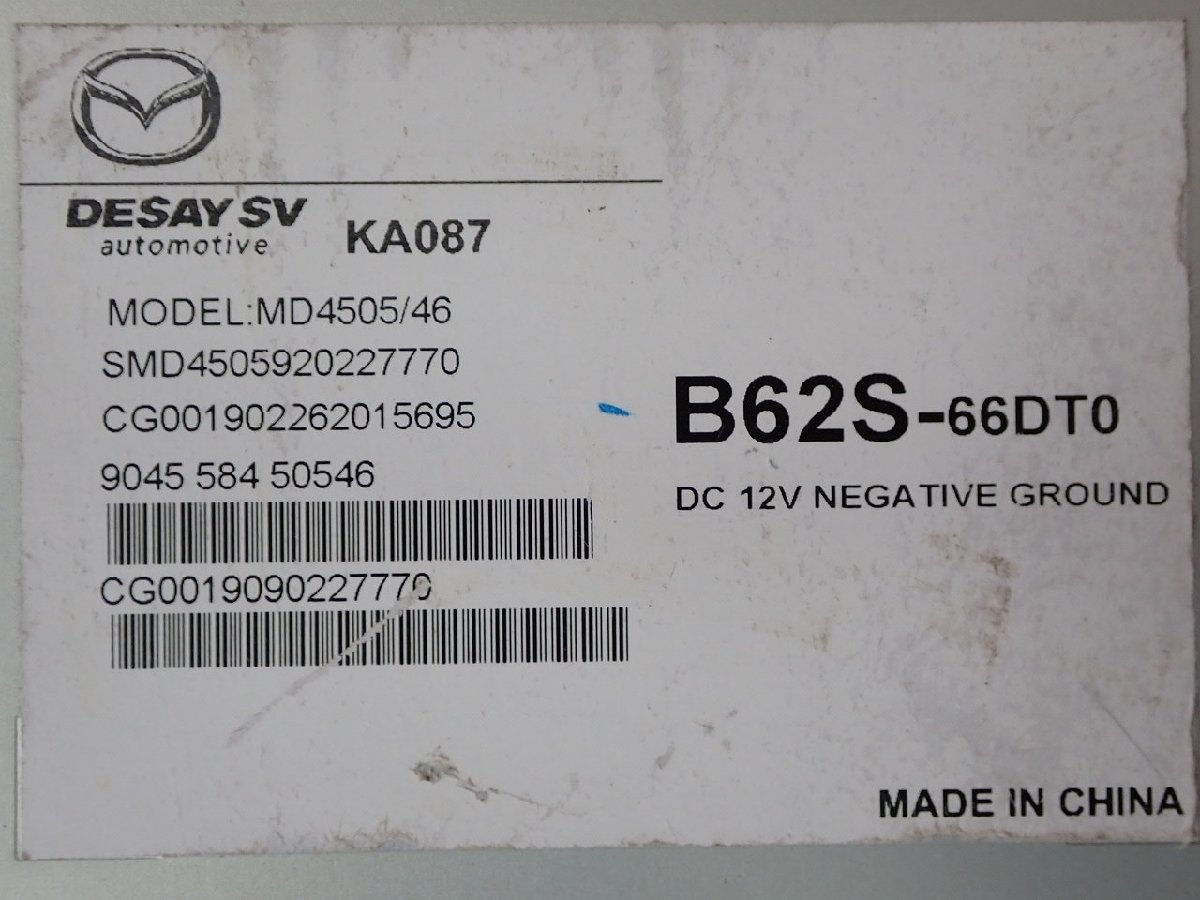 DESAY SV
automotive
KA087
MODEL:MD4505/46
SMD4505920227770
CG001902262015695
9045 584 50546
CG0019090227770
B62S-66DT0
DC 12V NEGATIVE GROUND
MADE IN CHINA